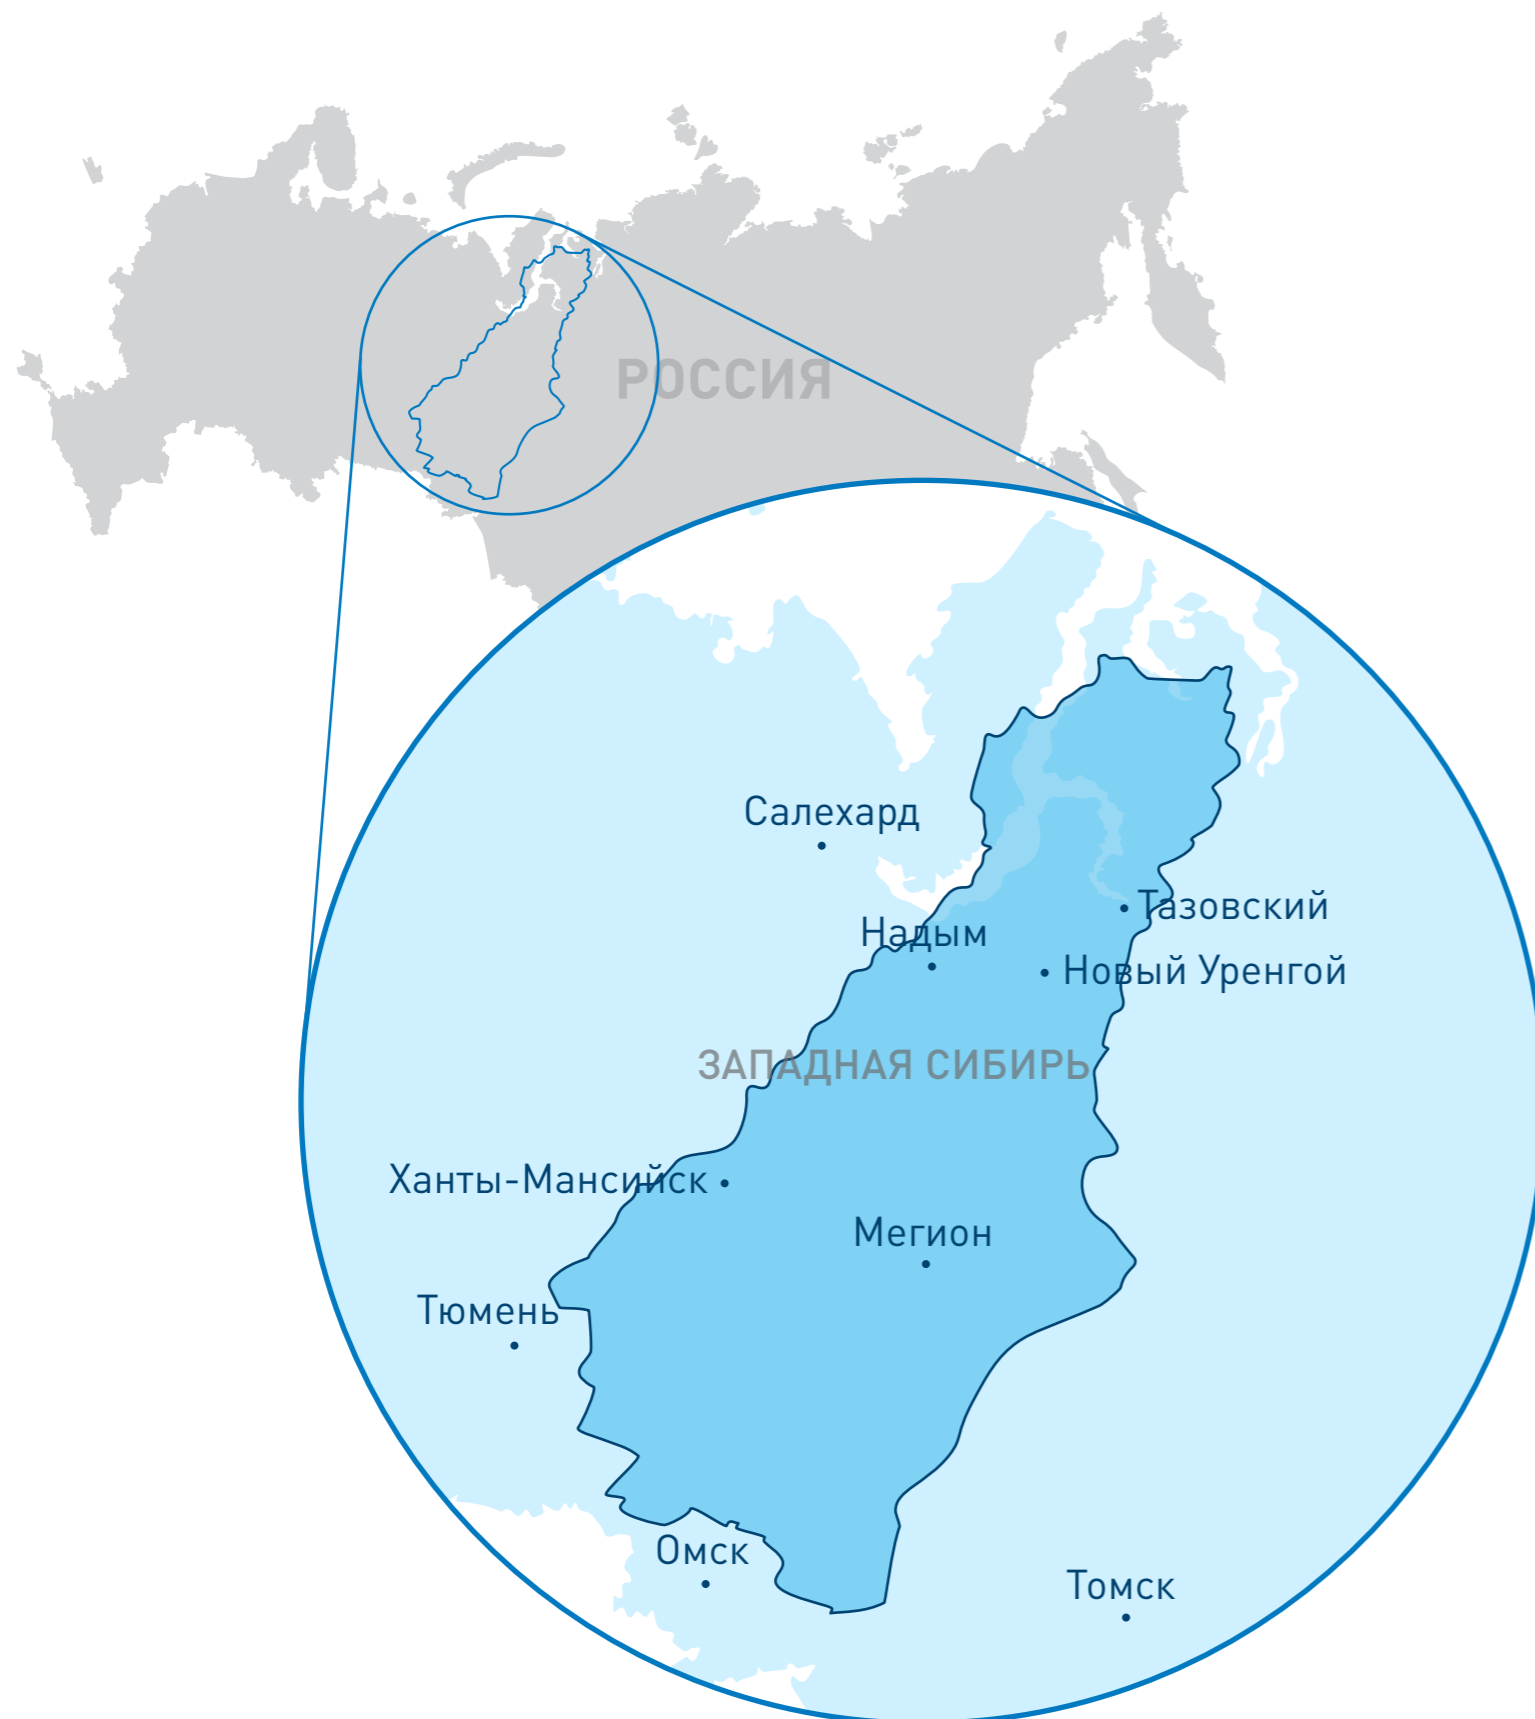 РОССИЯ
Салехард
Тазовский
Надым
Новый Уренгой
ЗАПАДНАЯ СИБИРЬ
Ханты-Мансийск
Мегион
Тюмень
Омск
Томск